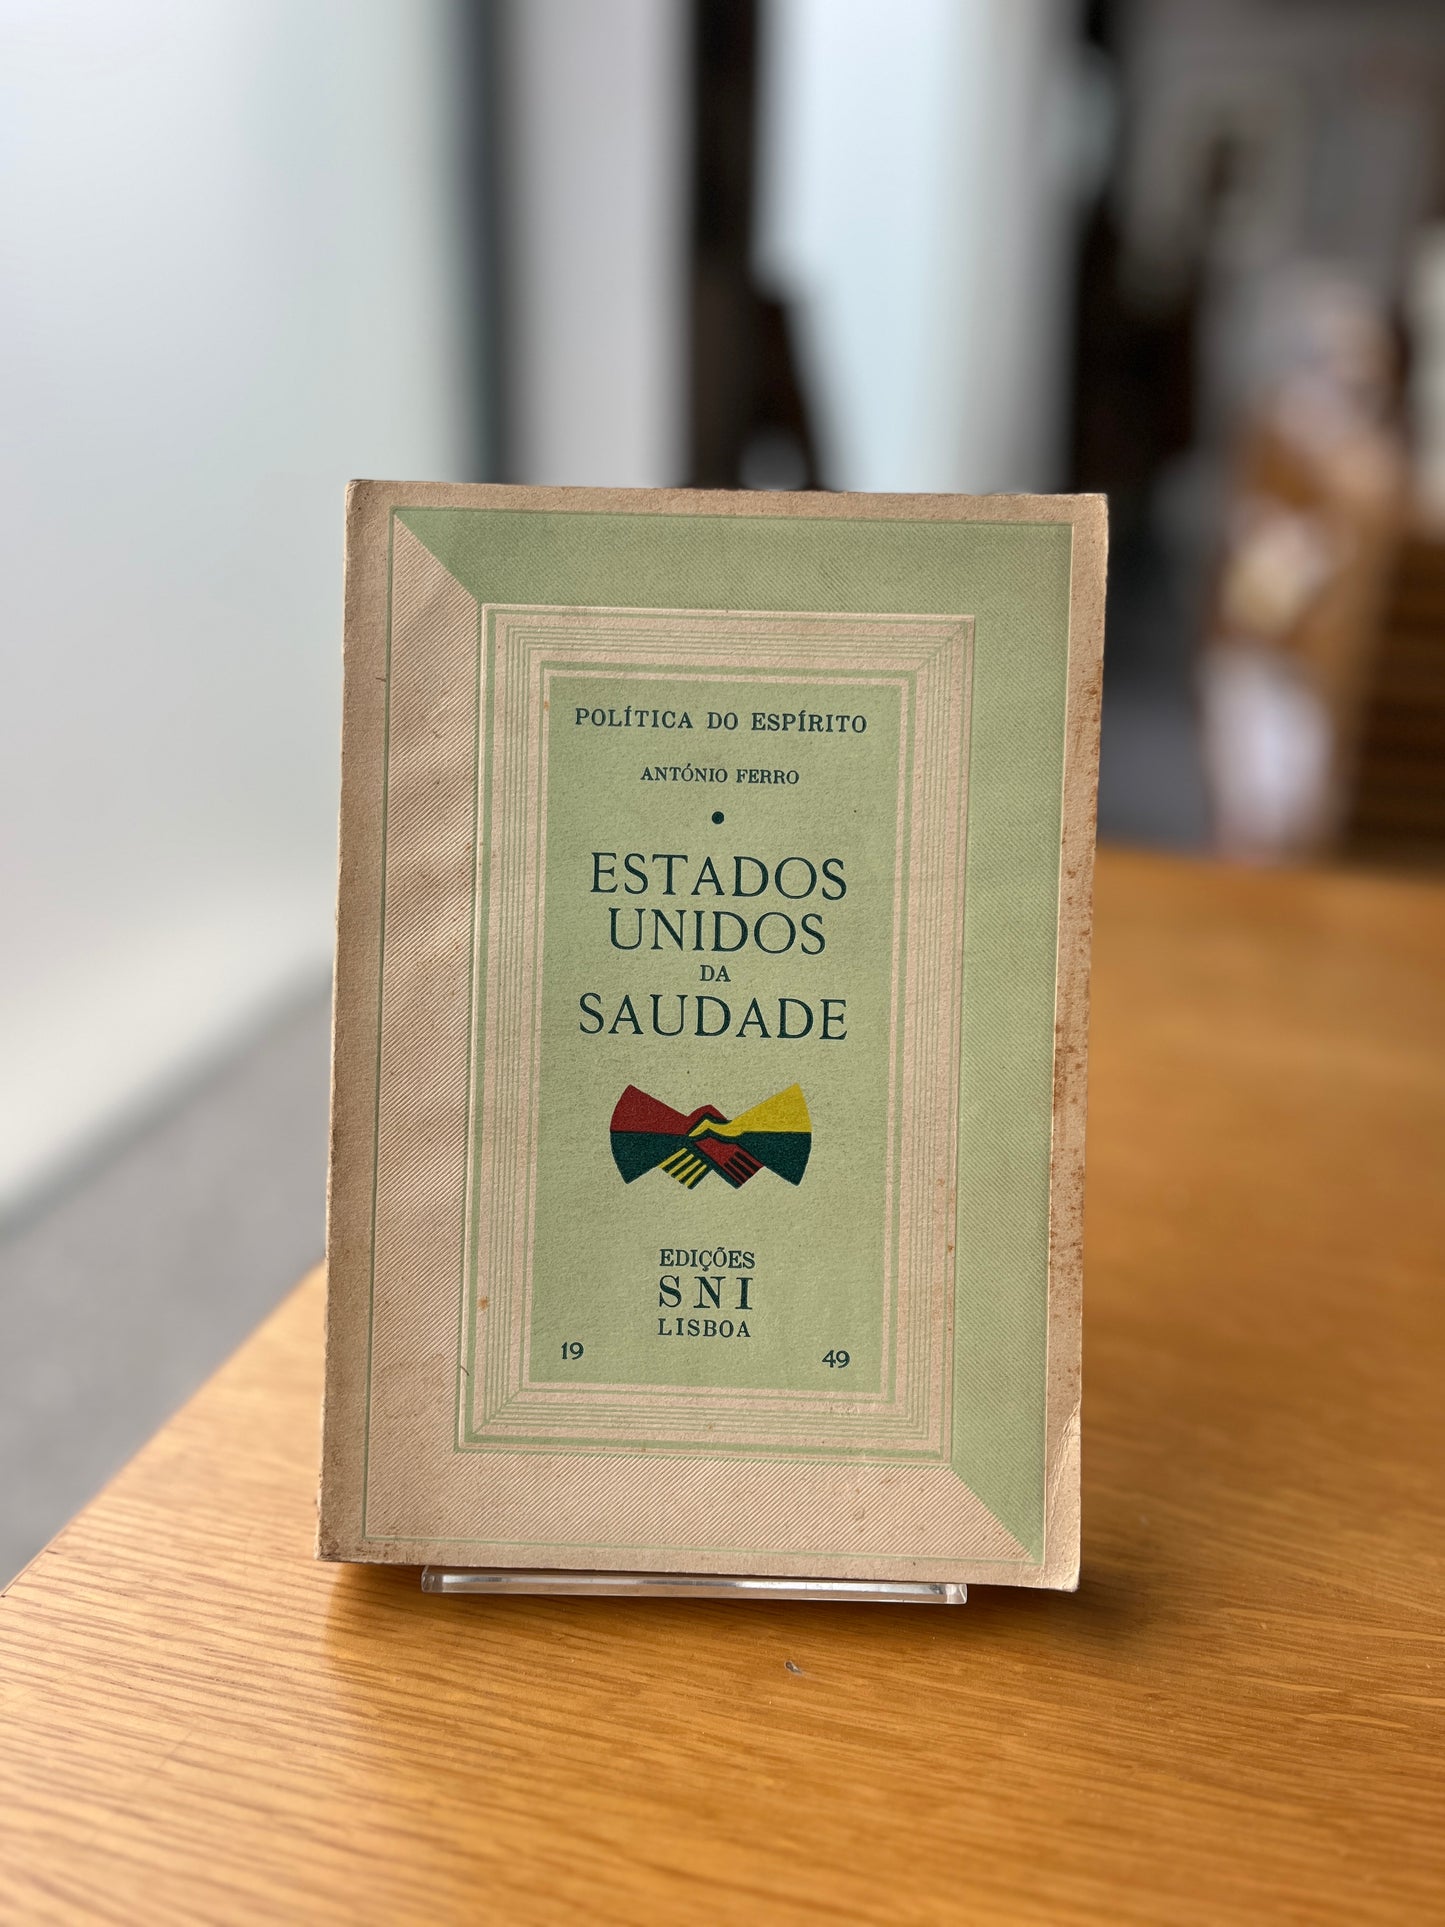 POLÍTICA DO ESPÍRITO
ANTÓNIO FERRO
ESTADOS
UNIDOS
DA
SAUDADE
EDIÇÕES
SNI
LISBOA
19 49